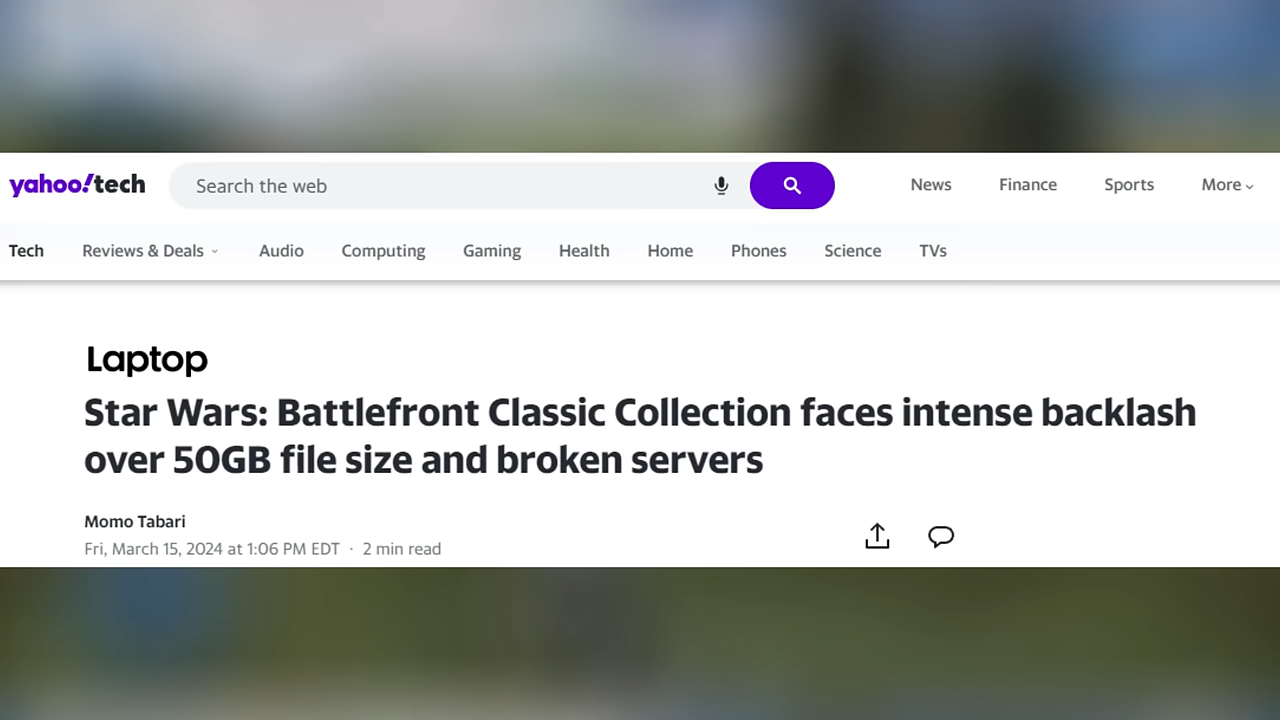 yahoo!tech Search the web News Finance Sports More
Tech Reviews & Deals Audio Computing Gaming Health Home Phones Science TVs
Laptop
Star Wars: Battlefront Classic Collection faces intense backlash
over 50GB file size and broken servers
Momo Tabari
Fri, March 15, 2024 at 1:06 PM EDT · 2 min read